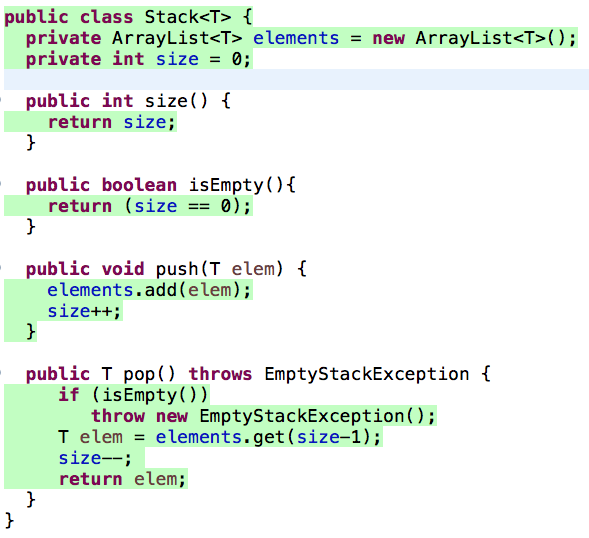 public class Stack<T> {
  private ArrayList<T> elements = new ArrayList<T>();
  private int size = 0;

  public int size() {
    return size;
  }

  public boolean isEmpty(){
    return (size == 0);
  }

  public void push(T elem) {
    elements.add(elem);
    size++;
  }

  public T pop() throws EmptyStackException {
     if (isEmpty())
        throw new EmptyStackException();
     T elem = elements.get(size-1);
     size--;
     return elem;
  }
}